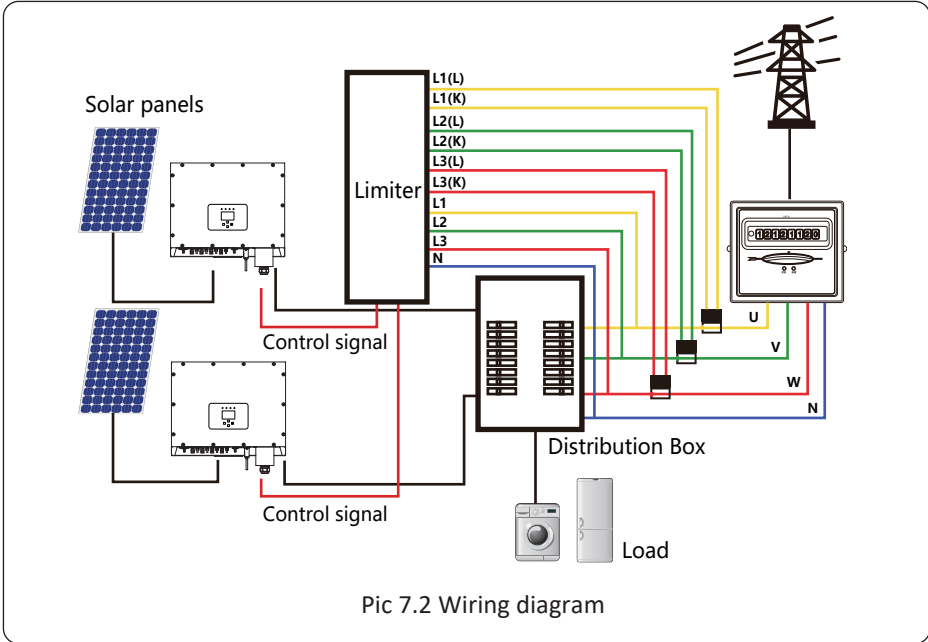 Solar panels
Limiter
L1(L)
L1(K)
L2(L)
L2(K)
L3(L)
L3(K)
L1
L2
L3
N
Control signal
Control signal
Distribution Box
Load
U
V
W
N
12121120
Pic 7.2 Wiring diagram